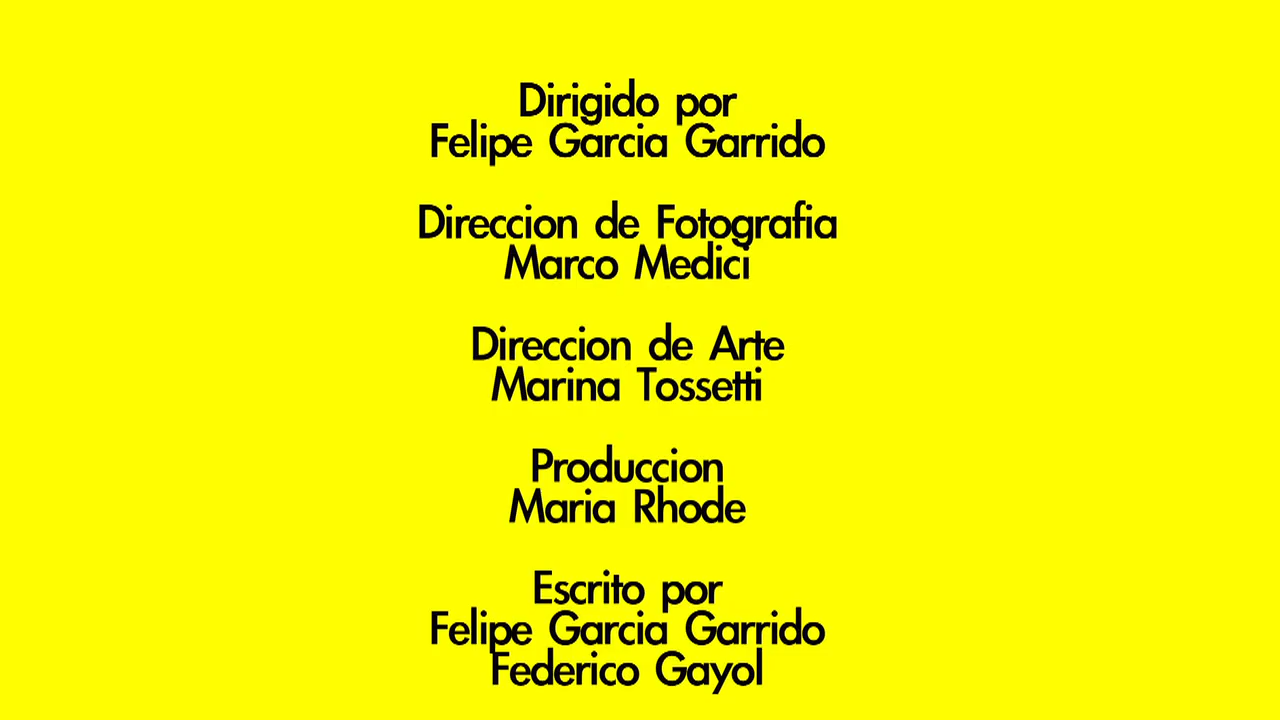 Dirigido por
Felipe Garcia Garrido
Direccion de Fotografia
Marco Medici
Direccion de Arte
Marina Tossetti
Produccion
Maria Rhode
Escrito por
Felipe Garcia Garrido
Federico Gayol